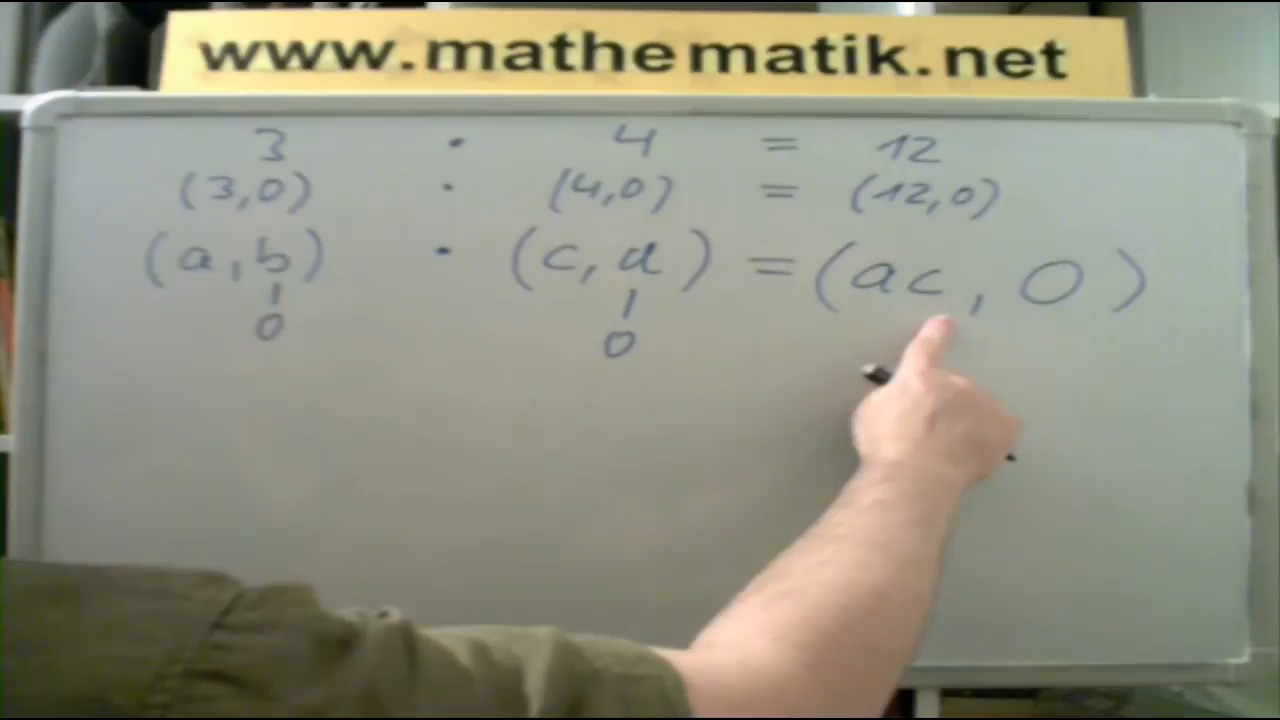 www.mathematik.net
3 · 4 = 12
(3,0) · (4,0) = (12,0)
(a,b) · (c,d) = (ac, 0)
0 0